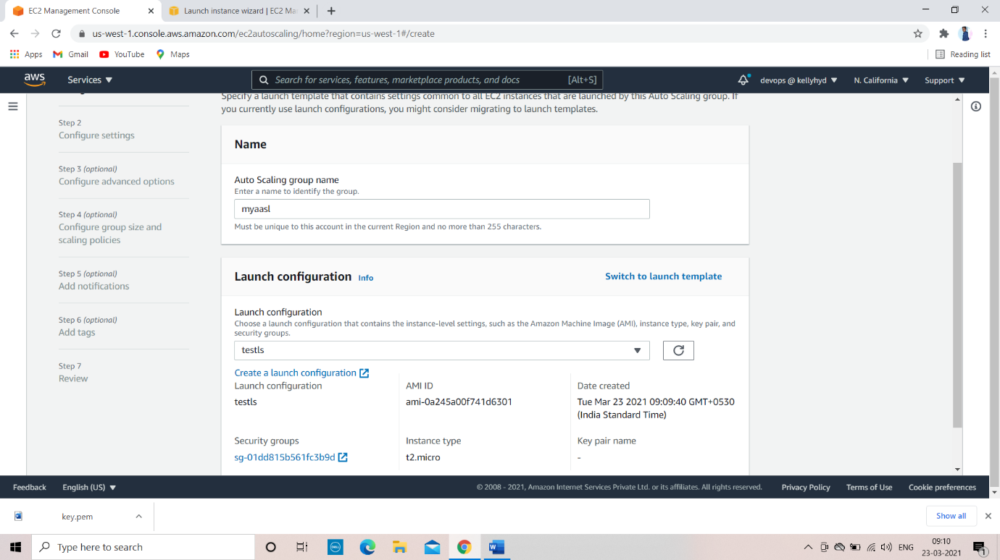 EC2 Management Console
Launch instance wizard | EC2 Ma
us-west-1.console.aws.amazon.com/ec2autoscaling/home?region=us-west-1#/create
Apps
Gmail
YouTube
Maps
Reading list
aws
Services
Search for services, features, marketplace products, and docs
[Alt+S]
devops @ kellyhyd
N. California
Support
Specify a launch template that contains settings common to all EC2 instances that are launched by this Auto Scaling group. If
you currently use launch configurations, you might consider migrating to launch templates.
Step 2
Configure settings
Step 3 (optional)
Configure advanced options
Step 4 (optional)
Configure group size and
scaling policies
Step 5 (optional)
Add notifications
Step 6 (optional)
Add tags
Step 7
Review
Name
Auto Scaling group name
Enter a name to identify the group.
myaasl
Must be unique to this account in the current Region and no more than 255 characters.
Launch configuration Info
Switch to launch template
Launch configuration
Choose a launch configuration that contains the instance-level settings, such as the Amazon Machine Image (AMI), instance type, key pair, and
security groups.
testls
Create a launch configuration
Launch configuration
testls
AMI ID
ami-0a245a00f741d6301
Date created
Tue Mar 23 2021 09:09:40 GMT+0530
(India Standard Time)
Security groups
sg-01dd815b561fc3b9d
Instance type
t2.micro
Key pair name
-
Feedback
English (US)
© 2008 - 2021, Amazon Internet Services Private Ltd. or its affiliates. All rights reserved.
Privacy Policy
Terms of Use
Cookie preferences
key.pem
Show all
Type here to search
DELL
W
ENG
09:10
23-03-2021
1